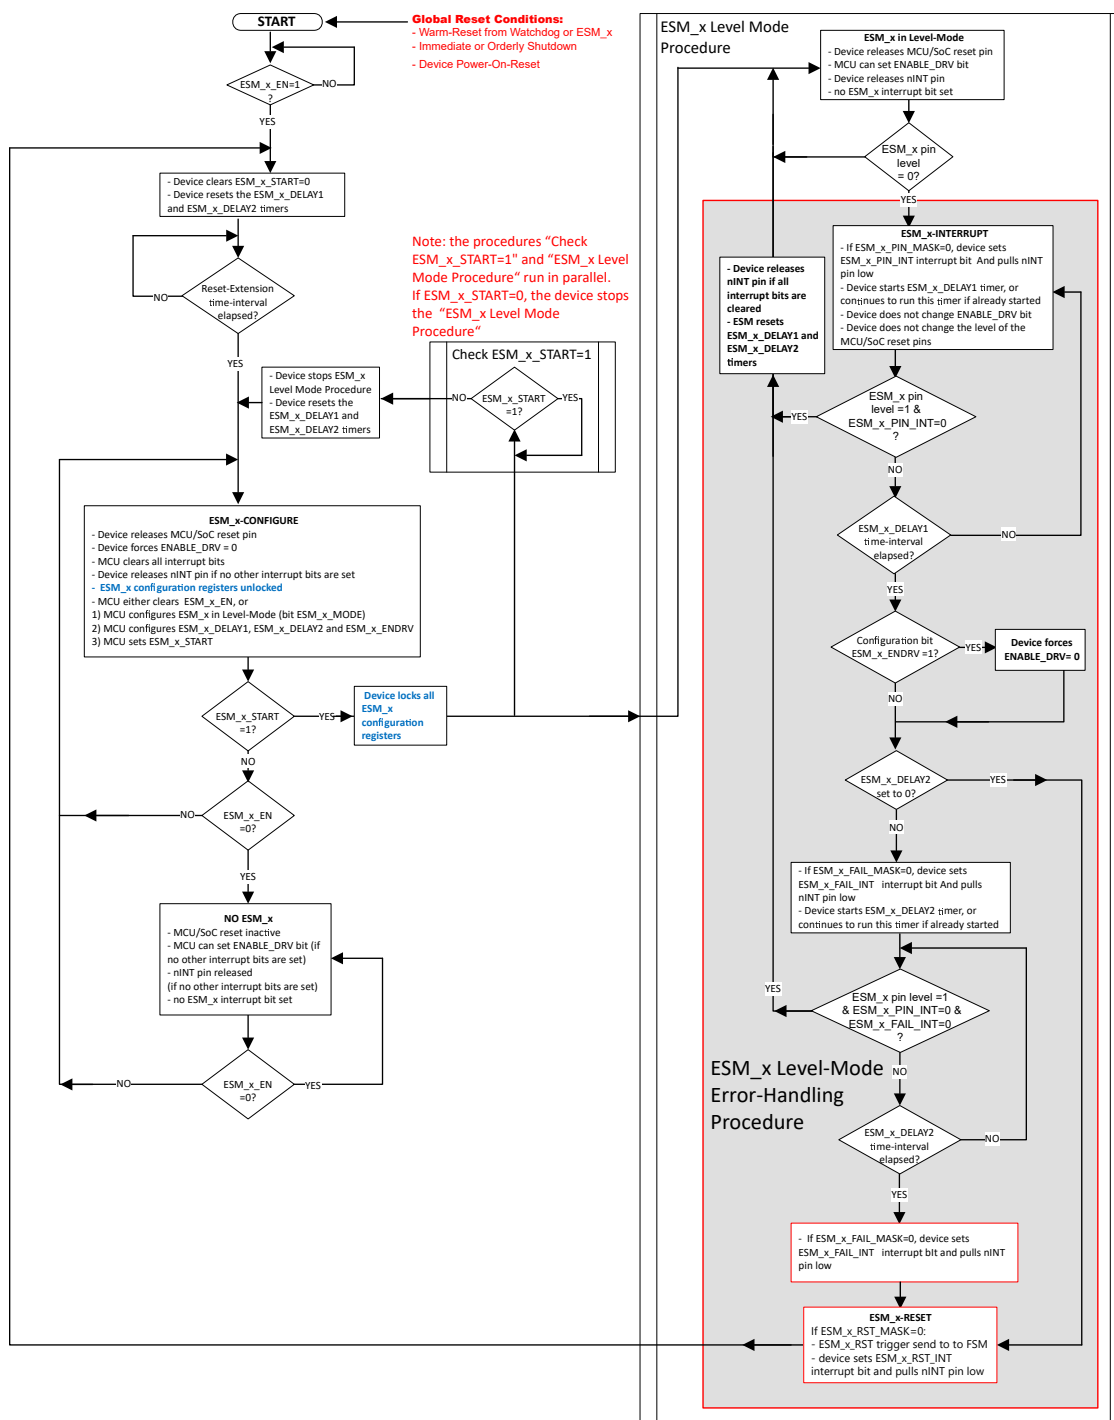 START
Global Reset Conditions:
- Warm-Reset from Watchdog or ESM_x
- Immediate or Orderly Shutdown
- Device Power-On-Reset
ESM_x_EN=1
?
NO
YES
- Device clears ESM_x_START=0
- Device resets the ESM_x_DELAY1
and ESM_x_DELAY2 timers
Reset-Extension
time-interval
elapsed?
NO
YES
Note: the procedures “Check
ESM_x_START=1" and “ESM_x Level
Mode Procedure“ run in parallel.
If ESM_x_START=0, the device stops
the “ESM_x Level Mode
Procedure“
Check ESM_x_START=1
ESM_x_START
=1?
NO
YES
- Device stops ESM_x
Level Mode Procedure
- Device resets the
ESM_x_DELAY1 and
ESM_x_DELAY2 timers
ESM_x-CONFIGURE
- Device releases MCU/SoC reset pin
- Device forces ENABLE_DRV = 0
- MCU clears all interrupt bits
- Device releases nINT pin if no other interrupt bits are set
- ESM_x configuration registers unlocked
- MCU either clears ESM_x_EN, or
1) MCU configures ESM_x in Level-Mode (bit ESM_x_MODE)
2) MCU configures ESM_x_DELAY1, ESM_x_DELAY2 and ESM_x_ENDRV
3) MCU sets ESM_x_START
ESM_x_START
=1?
YES
NO
Device locks all
ESM_x
configuration
registers
ESM_x_EN
=0?
NO
YES
NO ESM_x
- MCU/SoC reset inactive
- MCU can set ENABLE_DRV bit (if
no other interrupt bits are set)
- nINT pin released
(if no other interrupt bits are set)
- no ESM_x interrupt bit set
ESM_x_EN
=0?
NO
YES
ESM_x Level Mode
Procedure
ESM_x in Level-Mode
- Device releases MCU/SoC reset pin
- MCU can set ENABLE_DRV bit
- Device releases nINT pin
- no ESM_x interrupt bit set
ESM_x pin
level
= 0?
YES
ESM_x-INTERRUPT
- If ESM_x_PIN_MASK=0, device sets
ESM_x_PIN_INT interrupt bit And pulls nINT
pin low
- Device starts ESM_x_DELAY1 timer, or
continues to run this timer if already started
- Device does not change ENABLE_DRV bit
- Device does not change the level of the
MCU/SoC reset pins
- Device releases
nINT pin if all
interrupt bits are
cleared
- ESM resets
ESM_x_DELAY1 and
ESM_x_DELAY2
timers
ESM_x pin
level =1 &
ESM_x_PIN_INT=0
?
YES
NO
ESM_x_DELAY1
time-interval
elapsed?
NO
YES
Configuration bit
ESM_x_ENDRV =1?
YES
Device forces
ENABLE_DRV= 0
NO
ESM_x_DELAY2
set to 0?
YES
NO
- If ESM_x_FAIL_MASK=0, device sets
ESM_x_FAIL_INT interrupt bit And pulls
nINT pin low
- Device starts ESM_x_DELAY2 timer, or
continues to run this timer if already started
ESM_x pin level =1
& ESM_x_PIN_INT=0 &
ESM_x_FAIL_INT=0
?
YES
NO
ESM_x Level-Mode
Error-Handling
Procedure
ESM_x_DELAY2
time-interval
elapsed?
NO
YES
- If ESM_x_FAIL_MASK=0, device sets
ESM_x_FAIL_INT interrupt bIt and pulls nINT
pin low
ESM_x-RESET
If ESM_x_RST_MASK=0:
- ESM_x_RST trigger send to to FSM
- device sets ESM_x_RST_INT
interrupt bit and pulls nINT pin low